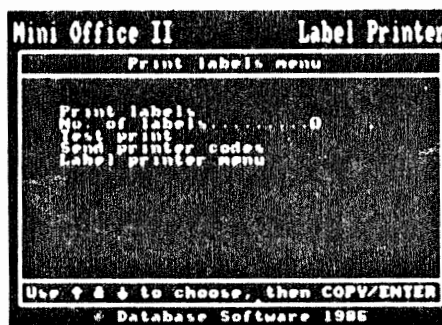 Mini Office II Label Printer
Print labels menu
Print labels
No. of labels...........0
Test print
Send printer codes
Label printer menu
Use ↑ & ↓ to choose, then COPY/ENTER
© Database Software 1986